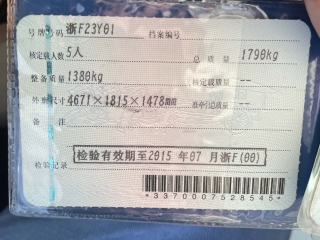 号牌号码 浙F23Y01 档案编号
核定载人数 5人 总质量 1790kg
整备质量 1380kg 核定载质量 --
外廓尺寸 4671×1815×1478mm 准牵引总质量 --
备注
检验有效期至2015年07月浙F(00)
检验记录
*3370007528545*